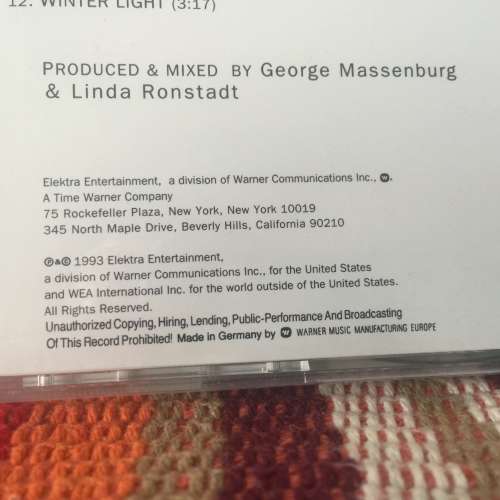 12. WINTER LIGHT (3:17)
PRODUCED & MIXED BY George Massenburg
& Linda Ronstadt
Elektra Entertainment, a division of Warner Communications Inc., W.
A Time Warner Company
75 Rockefeller Plaza, New York, New York 10019
345 North Maple Drive, Beverly Hills, California 90210
℗&© 1993 Elektra Entertainment,
a division of Warner Communications Inc., for the United States
and WEA International Inc. for the world outside of the United States.
All Rights Reserved.
Unauthorized Copying, Hiring, Lending, Public-Performance And Broadcasting
Of This Record Prohibited! Made in Germany by W WARNER MUSIC MANUFACTURING EUROPE